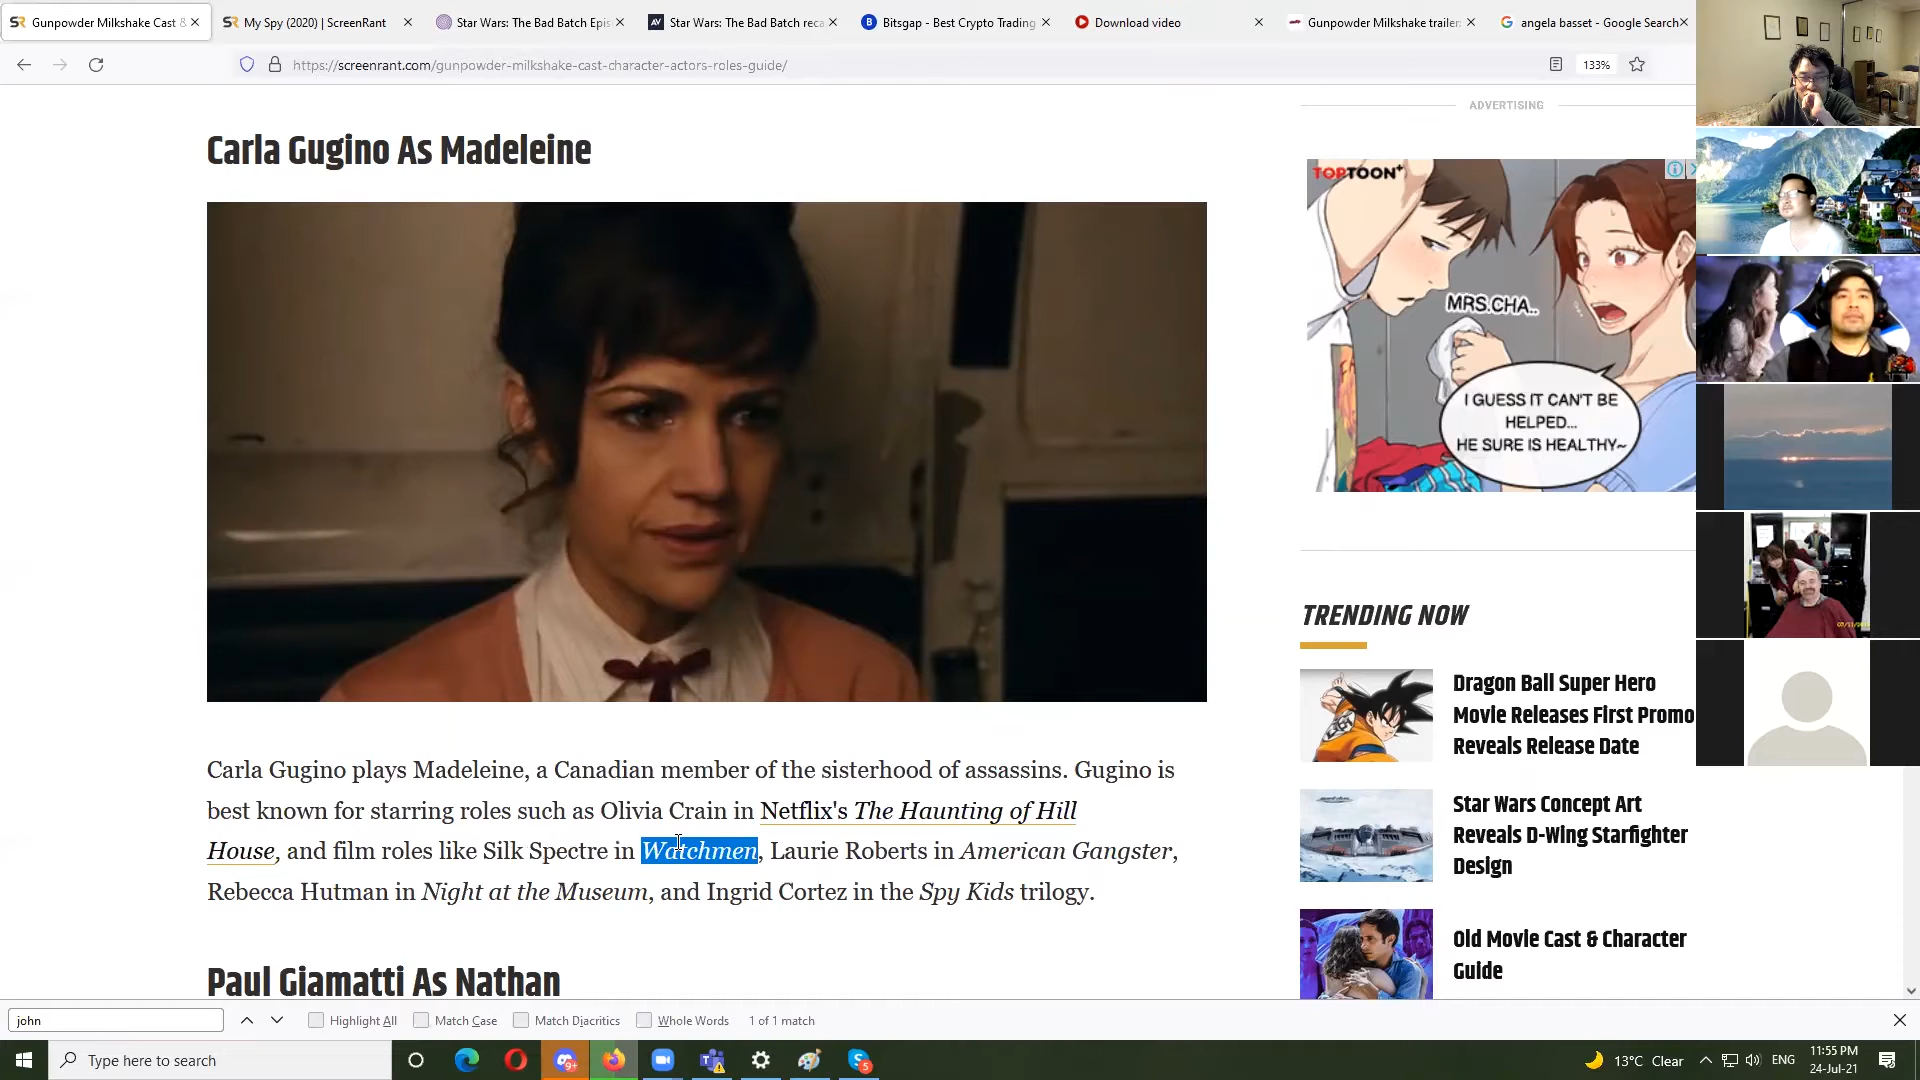 Gunpowder Milkshake Cast &
My Spy (2020) | ScreenRant
Star Wars: The Bad Batch Epis
Star Wars: The Bad Batch reca
Bitsgap - Best Crypto Trading
Download video
Gunpowder Milkshake trailer
angela basset - Google Search
https://screenrant.com/gunpowder-milkshake-cast-character-actors-roles-guide/
133%
ADVERTISING
Carla Gugino As Madeleine
TOPTOON+
MRS.CHA..
I GUESS IT CAN'T BE
HELPED...
HE SURE IS HEALTHY~
Carla Gugino plays Madeleine, a Canadian member of the sisterhood of assassins. Gugino is
best known for starring roles such as Olivia Crain in Netflix's The Haunting of Hill
House, and film roles like Silk Spectre in Watchmen, Laurie Roberts in American Gangster,
Rebecca Hutman in Night at the Museum, and Ingrid Cortez in the Spy Kids trilogy.
Paul Giamatti As Nathan
TRENDING NOW
Dragon Ball Super Hero
Movie Releases First Promo
Reveals Release Date
Star Wars Concept Art
Reveals D-Wing Starfighter
Design
Old Movie Cast & Character
Guide
john
Highlight All
Match Case
Match Diacritics
Whole Words
1 of 1 match
Type here to search
9+
5
13°C Clear
ENG
11:55 PM
24-Jul-21